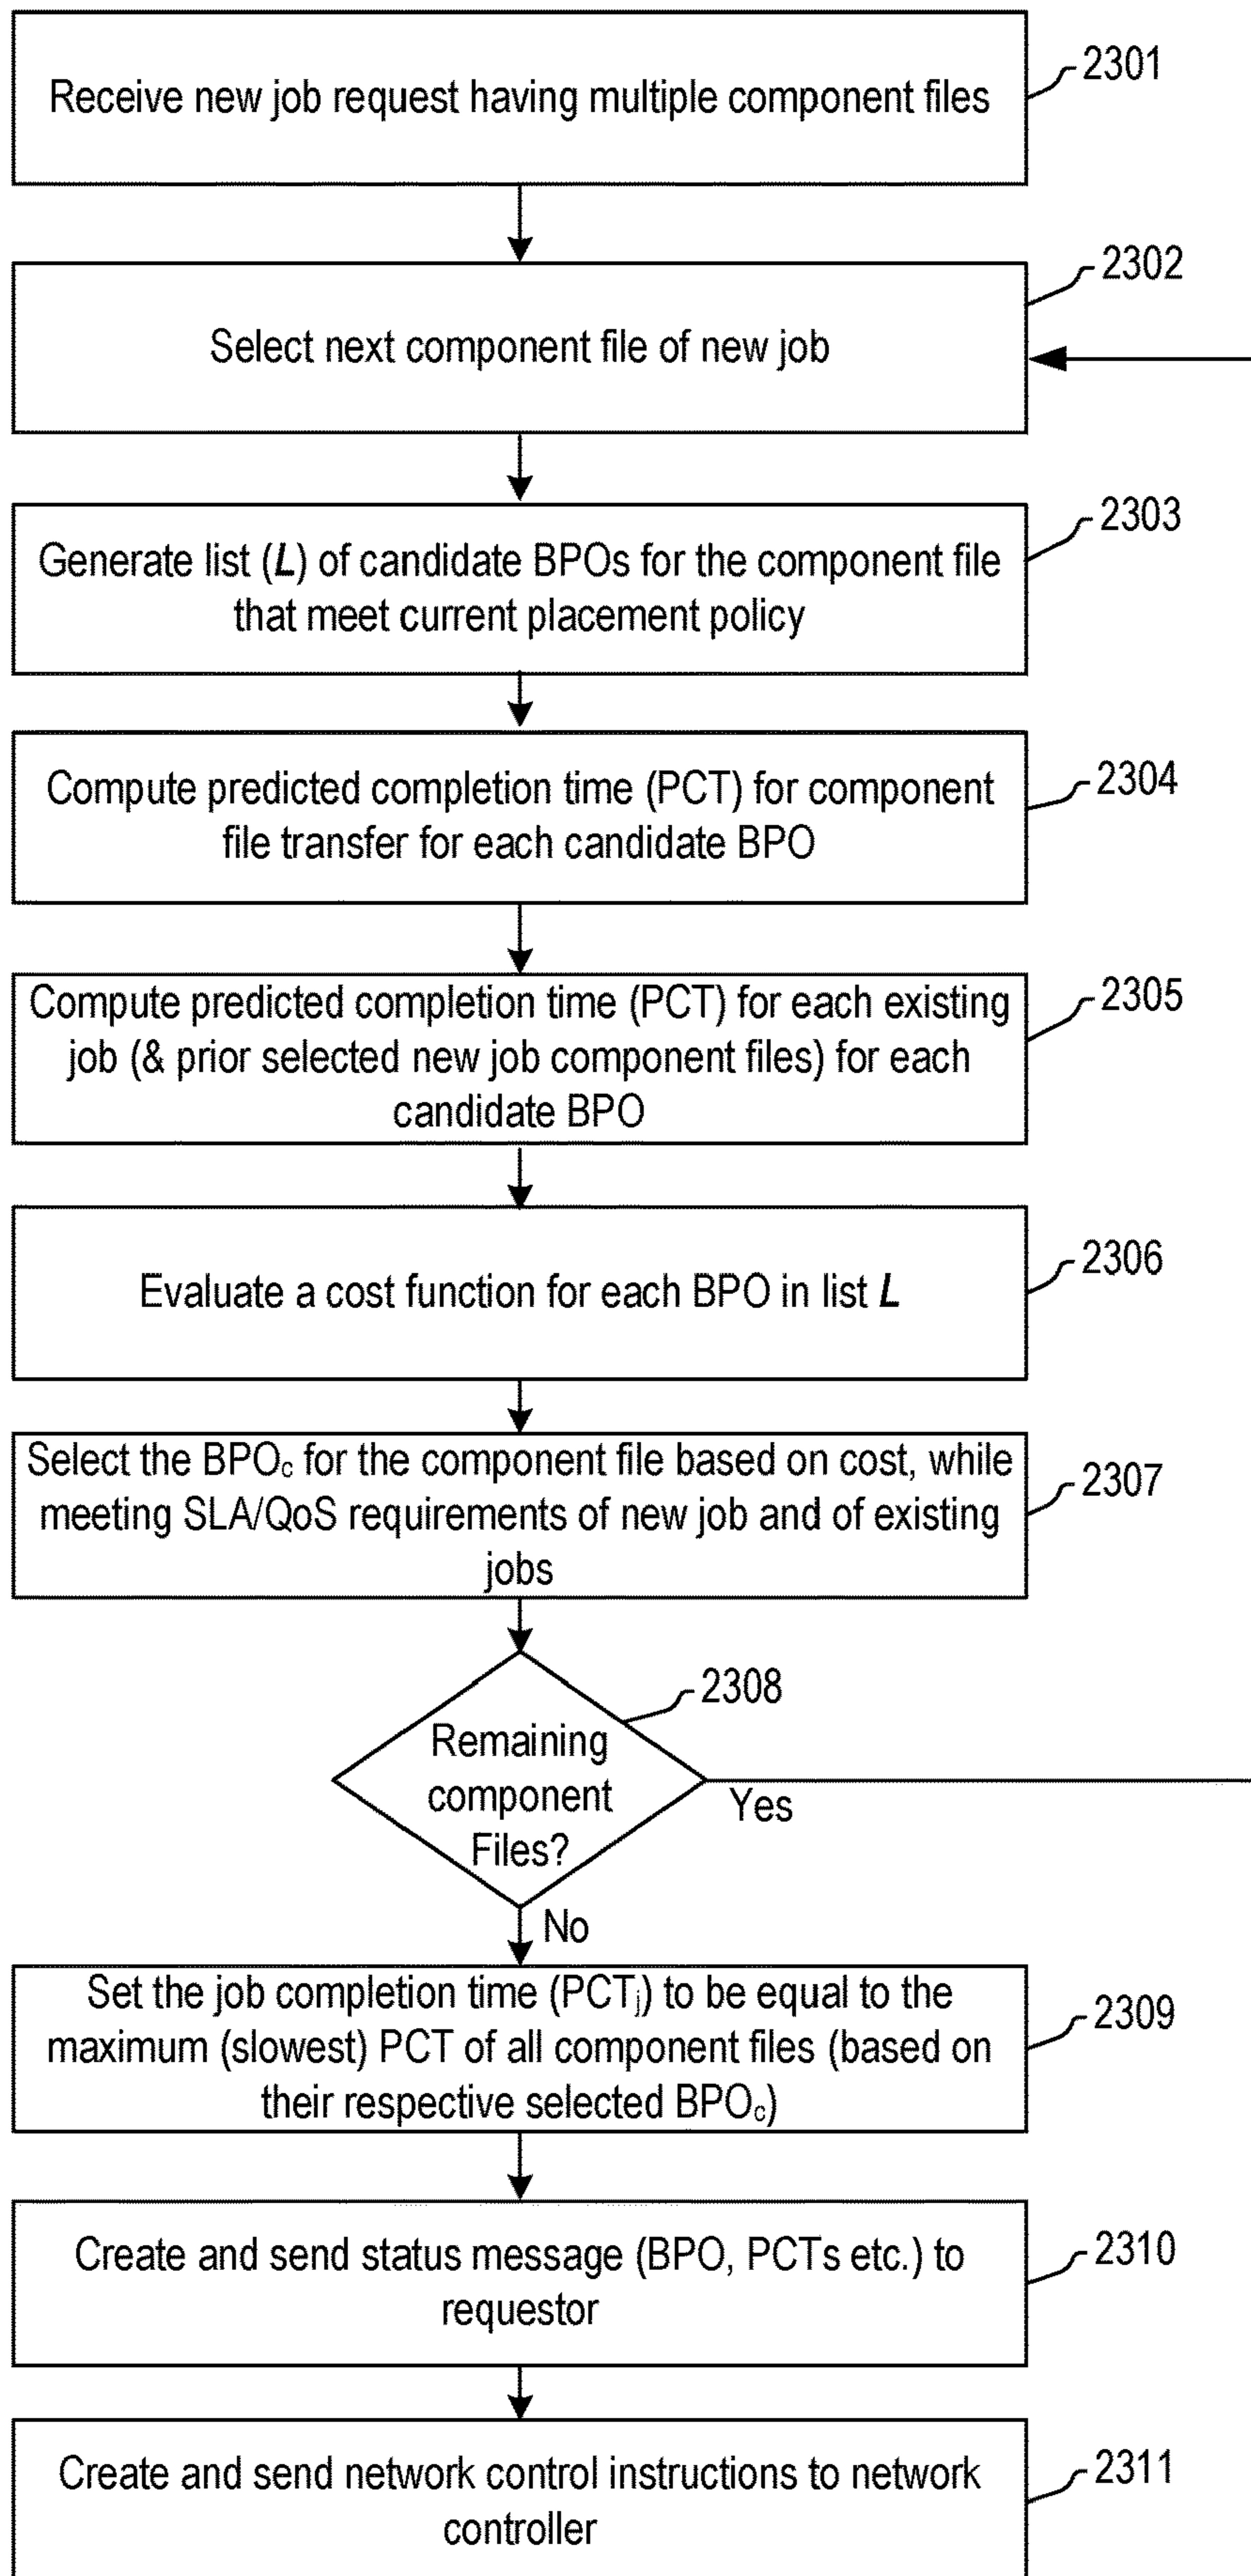 Receive new job request having multiple component files
2301
2302
Select next component file of new job
2303
Generate list (L) of candidate BPOs for the component file
that meet current placement policy
2304
Compute predicted completion time (PCT) for component
file transfer for each candidate BPO
2305
Compute predicted completion time (PCT) for each existing
job (& prior selected new job component files) for each
candidate BPO
2306
Evaluate a cost function for each BPO in list L
2307
Select the BPOc for the component file based on cost, while
meeting SLA/QoS requirements of new job and of existing
jobs
2308
Remaining
component
Files?
Yes
No
2309
Set the job completion time (PCTj) to be equal to the
maximum (slowest) PCT of all component files (based on
their respective selected BPOc)
2310
Create and send status message (BPO, PCTs etc.) to
requestor
2311
Create and send network control instructions to network
controller